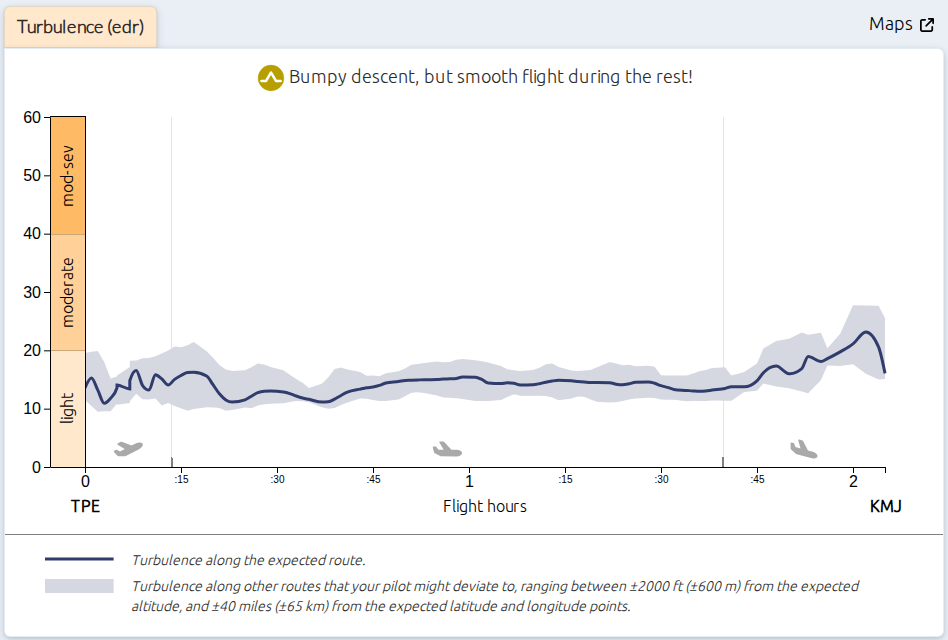 Turbulence (edr)
Maps
Bumpy descent, but smooth flight during the rest!
60
50
40
30
20
10
0
mod-sev
moderate
light
0 :15 :30 :45 1 :15 :30 :45 2
TPE Flight hours KMJ
Turbulence along the expected route.
Turbulence along other routes that your pilot might deviate to, ranging between ±2000 ft (±600 m) from the expected
altitude, and ±40 miles (±65 km) from the expected latitude and longitude points.